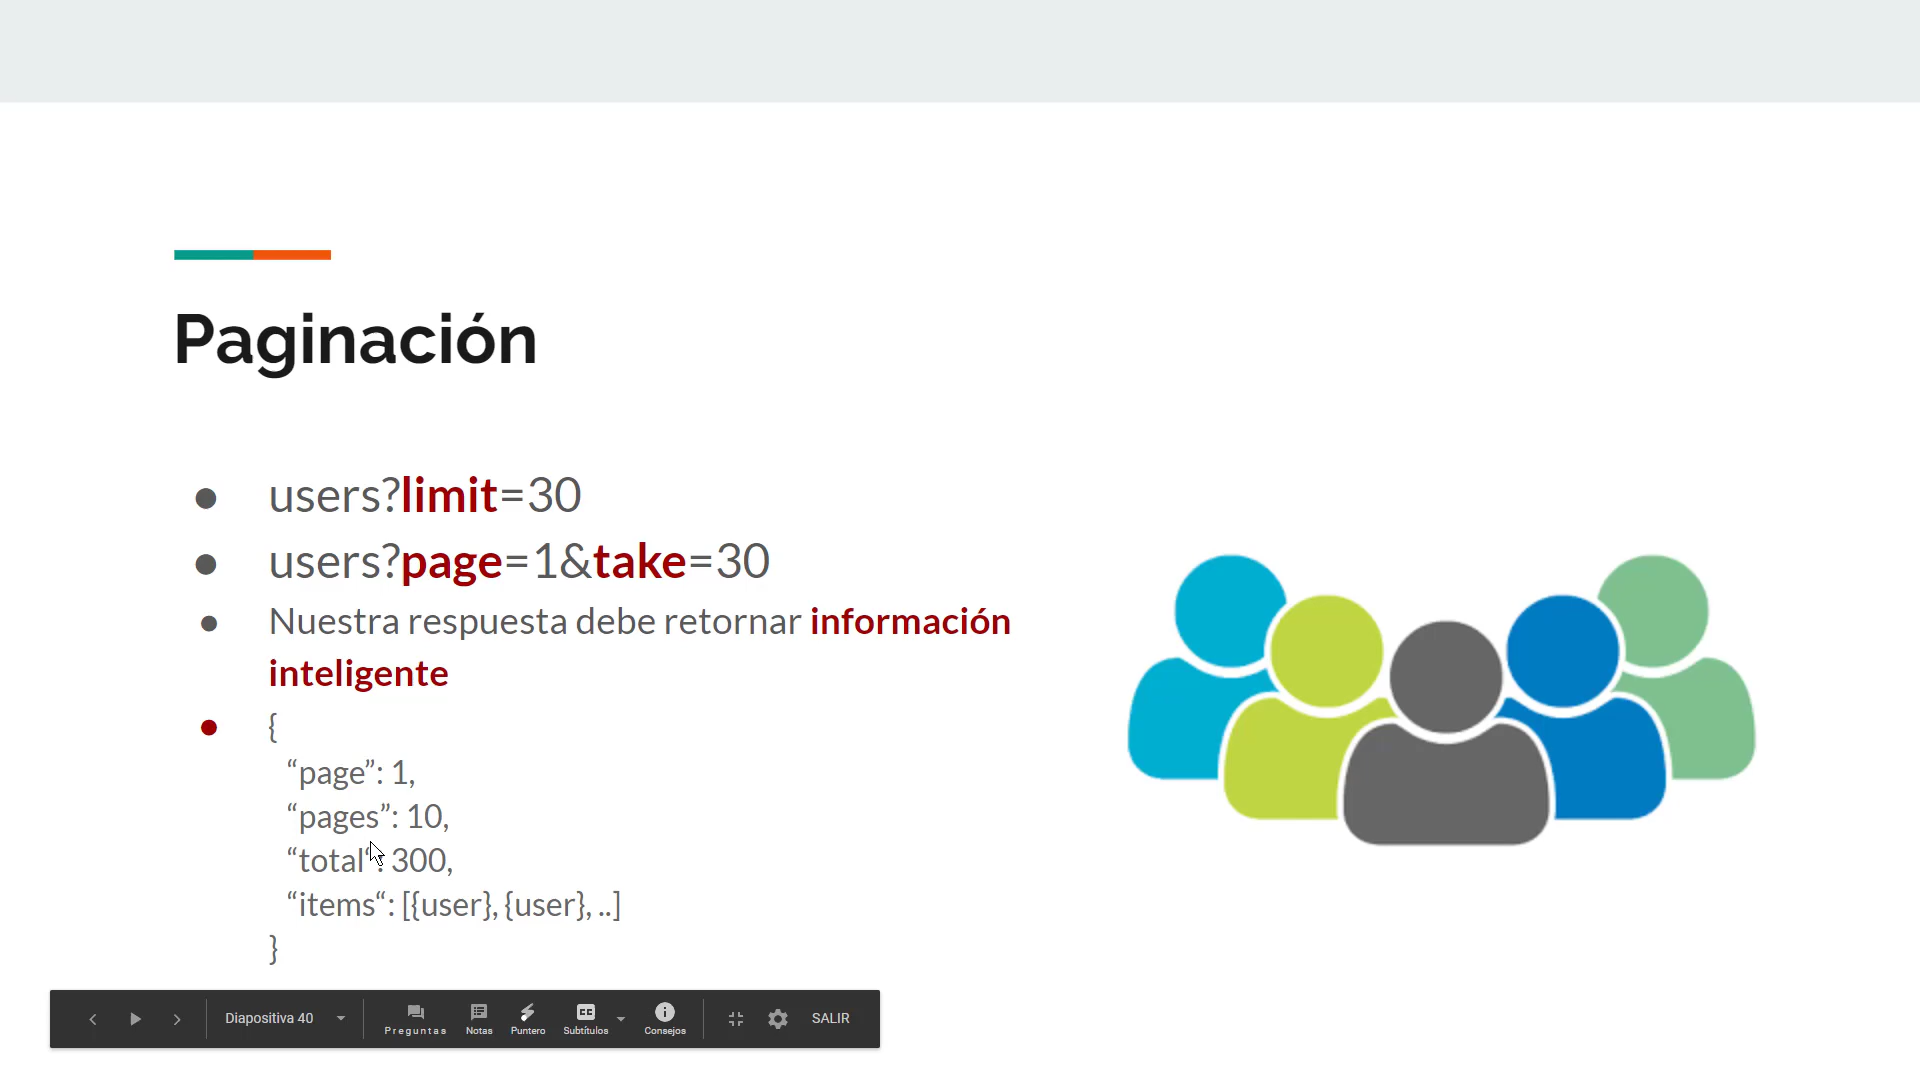 Paginación
● users?limit=30
● users?page=1&take=30
● Nuestra respuesta debe retornar información
inteligente
● {
“page”: 1,
“pages”: 10,
“total“: 300,
“items“: [{user}, {user}, ..]
}
Diapositiva 40
Preguntas
Notas
Puntero
CC
Subtítulos
Consejos
SALIR